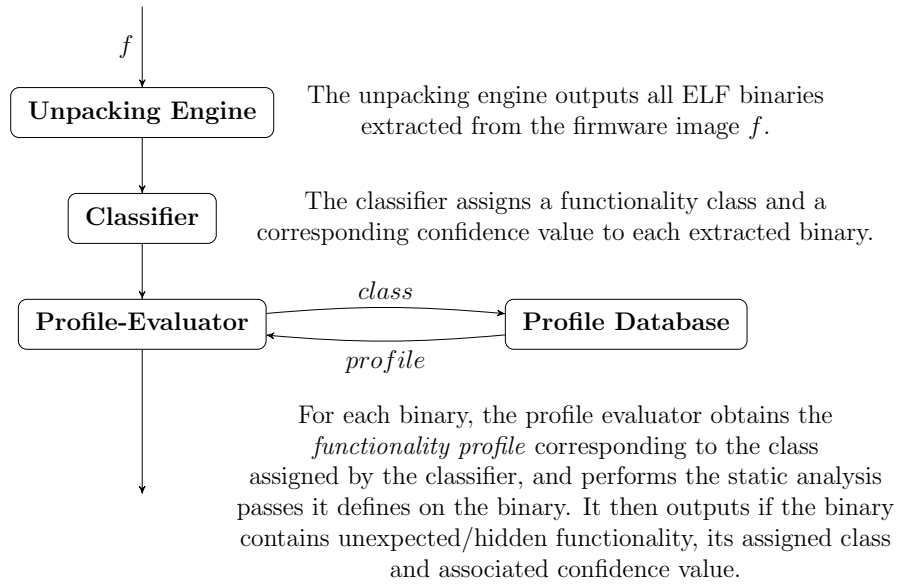 f
Unpacking Engine
The unpacking engine outputs all ELF binaries
extracted from the firmware image f.
Classifier
The classifier assigns a functionality class and a
corresponding confidence value to each extracted binary.
Profile-Evaluator
class
profile
Profile Database
For each binary, the profile evaluator obtains the
functionality profile corresponding to the class
assigned by the classifier, and performs the static analysis
passes it defines on the binary. It then outputs if the binary
contains unexpected/hidden functionality, its assigned class
and associated confidence value.